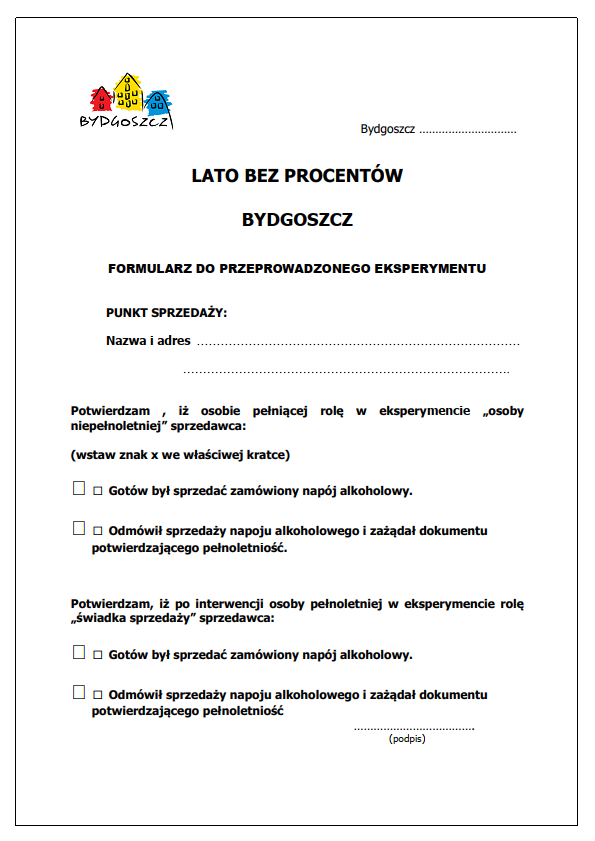 BYDGOSZCZ
Bydgoszcz ..............................
LATO BEZ PROCENTÓW
BYDGOSZCZ
FORMULARZ DO PRZEPROWADZONEGO EKSPERYMENTU
PUNKT SPRZEDAŻY:
Nazwa i adres ..................................................................................
..................................................................................
Potwierdzam , iż osobie pełniącej rolę w eksperymencie „osoby
niepełnoletniej” sprzedawca:
(wstaw znak x we właściwej kratce)
□ □ Gotów był sprzedać zamówiony napój alkoholowy.
□ □ Odmówił sprzedaży napoju alkoholowego i zażądał dokumentu
potwierdzającego pełnoletniość.
Potwierdzam, iż po interwencji osoby pełnoletniej w eksperymencie rolę
„świadka sprzedaży” sprzedawca:
□ □ Gotów był sprzedać zamówiony napój alkoholowy.
□ □ Odmówił sprzedaży napoju alkoholowego i zażądał dokumentu
potwierdzającego pełnoletniość
.....................................
(podpis)